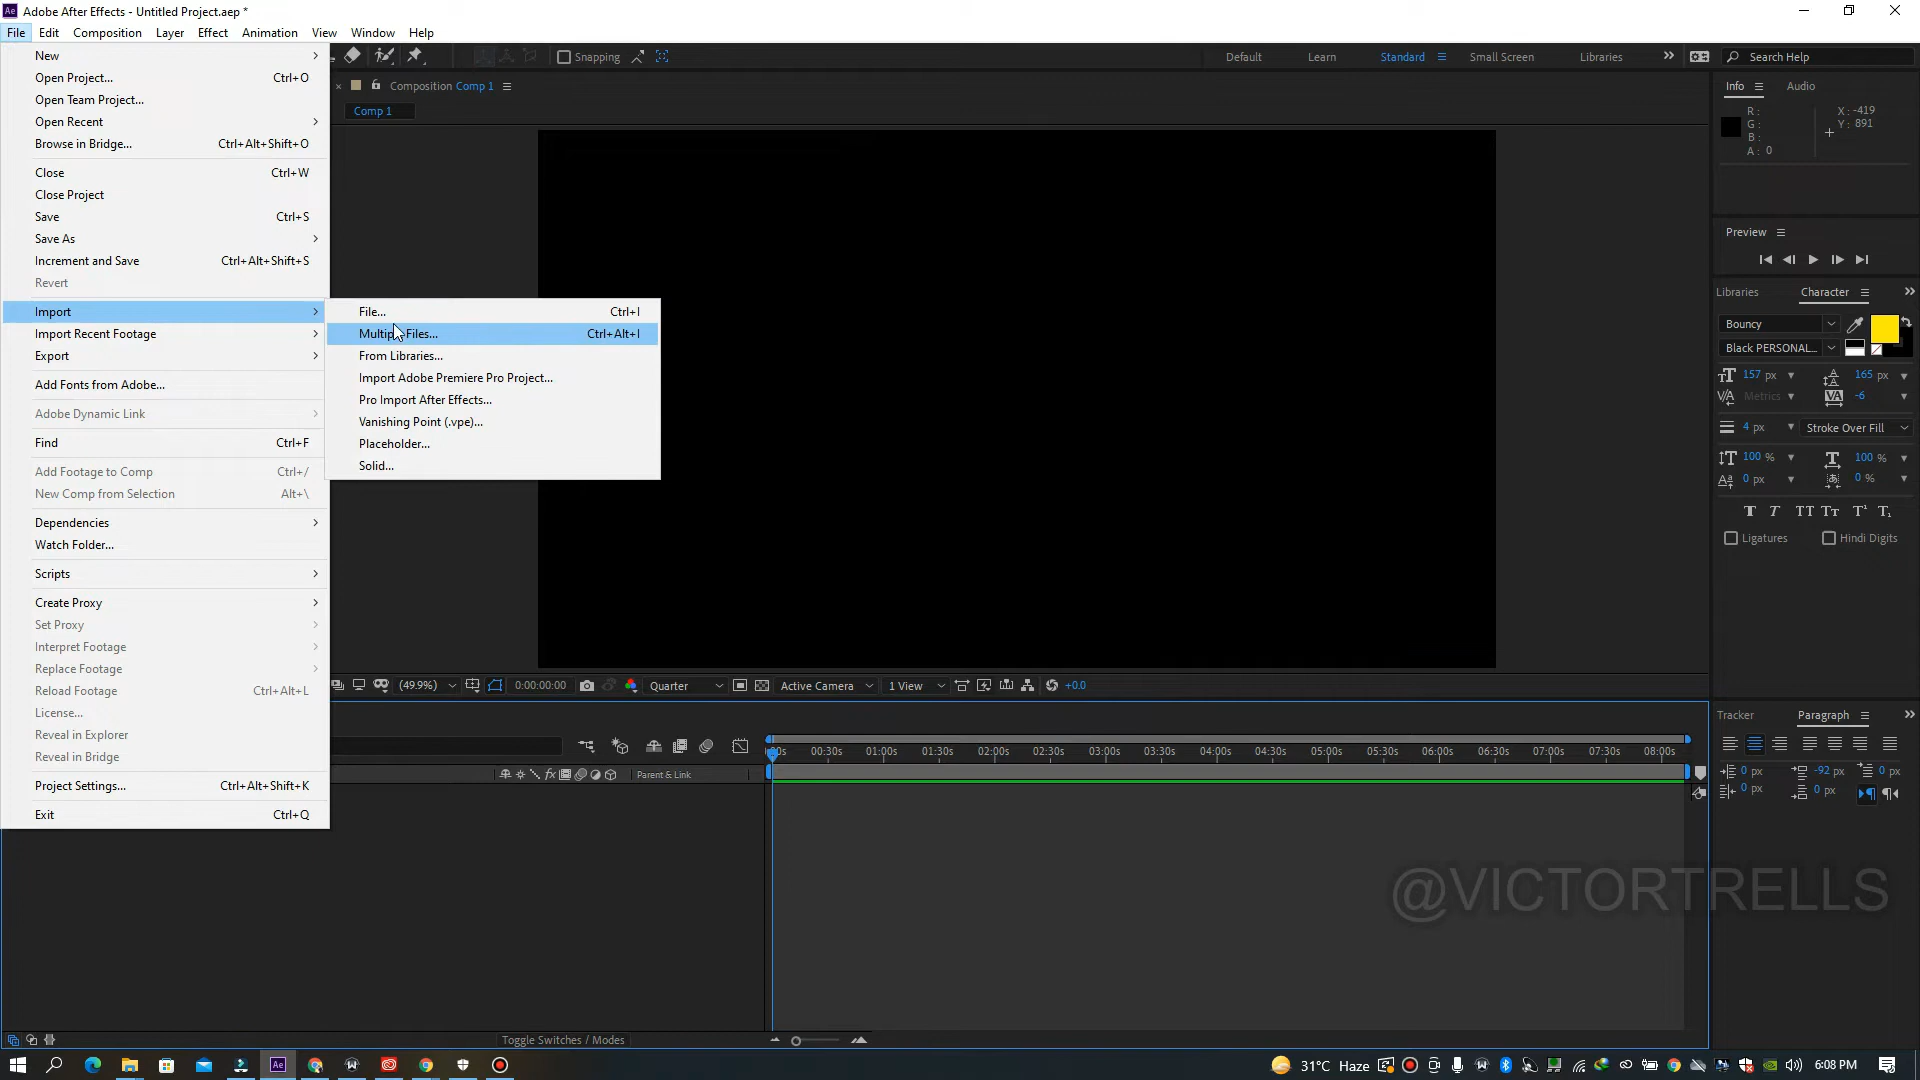 Adobe After Effects - Untitled Project.aep *
File Edit Composition Layer Effect Animation View Window Help
Snapping Default Learn Standard Small Screen Libraries Search Help
New
Open Project... Ctrl+O
Open Team Project...
Open Recent
Browse in Bridge... Ctrl+Alt+Shift+O
Close Ctrl+W
Close Project
Save Ctrl+S
Save As
Increment and Save Ctrl+Alt+Shift+S
Revert
Import
Import Recent Footage
Export
Add Fonts from Adobe...
Adobe Dynamic Link
Find Ctrl+F
Add Footage to Comp Ctrl+/
New Comp from Selection Alt+\
Dependencies
Watch Folder...
Scripts
Create Proxy
Set Proxy
Interpret Footage
Replace Footage
Reload Footage Ctrl+Alt+L
License...
Reveal in Explorer
Reveal in Bridge
Project Settings... Ctrl+Alt+Shift+K
Exit Ctrl+Q
File... Ctrl+I
Multiple Files... Ctrl+Alt+I
From Libraries...
Import Adobe Premiere Pro Project...
Pro Import After Effects...
Vanishing Point (.vpe)...
Placeholder...
Solid...
Composition Comp 1
Comp 1
Info Audio
R : X : -419
G : Y : 891
B :
A : 0
Preview
Libraries Character
Bouncy
Black PERSONAL...
157 px 165 px
Metrics -6
4 px Stroke Over Fill
100 % 100 %
0 px 0 %
T T TT Tr T¹ T₁
Ligatures Hindi Digits
(49.9%) 0:00:00:00 Quarter Active Camera 1 View +0.0
Tracker Paragraph
0 px -92 px 0 px
0 px 0 px
00s 00:30s 01:00s 01:30s 02:00s 02:30s 03:00s 03:30s 04:00s 04:30s 05:00s 05:30s 06:00s 06:30s 07:00s 07:30s 08:00s
Parent & Link
@VICTORTRELLS
Toggle Switches / Modes
Ae 31°C Haze 6:08 PM